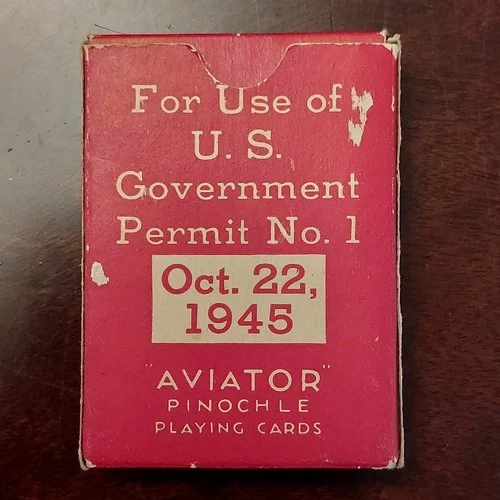 For Use of
U. S.
Government
Permit No. 1
Oct. 22,
1945
"AVIATOR"
PINOCHLE
PLAYING CARDS